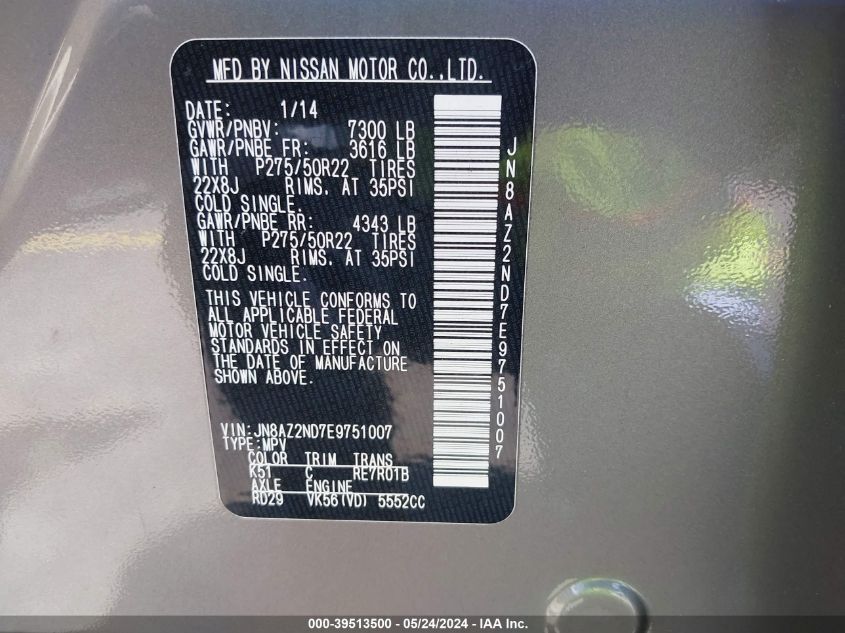 MFD BY NISSAN MOTOR CO.,LTD.
DATE: 1/14
GVWR/PNBV: 7300 LB
GAWR/PNBE FR: 3616 LB
WITH P275/50R22 TIRES
22X8J RIMS. AT 35PSI
COLD SINGLE.
GAWR/PNBE RR: 4343 LB
WITH P275/50R22 TIRES
22X8J RIMS. AT 35PSI
COLD SINGLE.
THIS VEHICLE CONFORMS TO
ALL APPLICABLE FEDERAL
MOTOR VEHICLE SAFETY
STANDARDS IN EFFECT ON
THE DATE OF MANUFACTURE
SHOWN ABOVE.
VIN:JN8AZ2ND7E9751007
TYPE:MPV
COLOR TRIM TRANS
K51 C RE7R01B
AXLE ENGINE
RD29 VK56(VD) 5552CC
JN8AZ2ND7E9751007
000-39513500 - 05/24/2024 - IAA Inc.